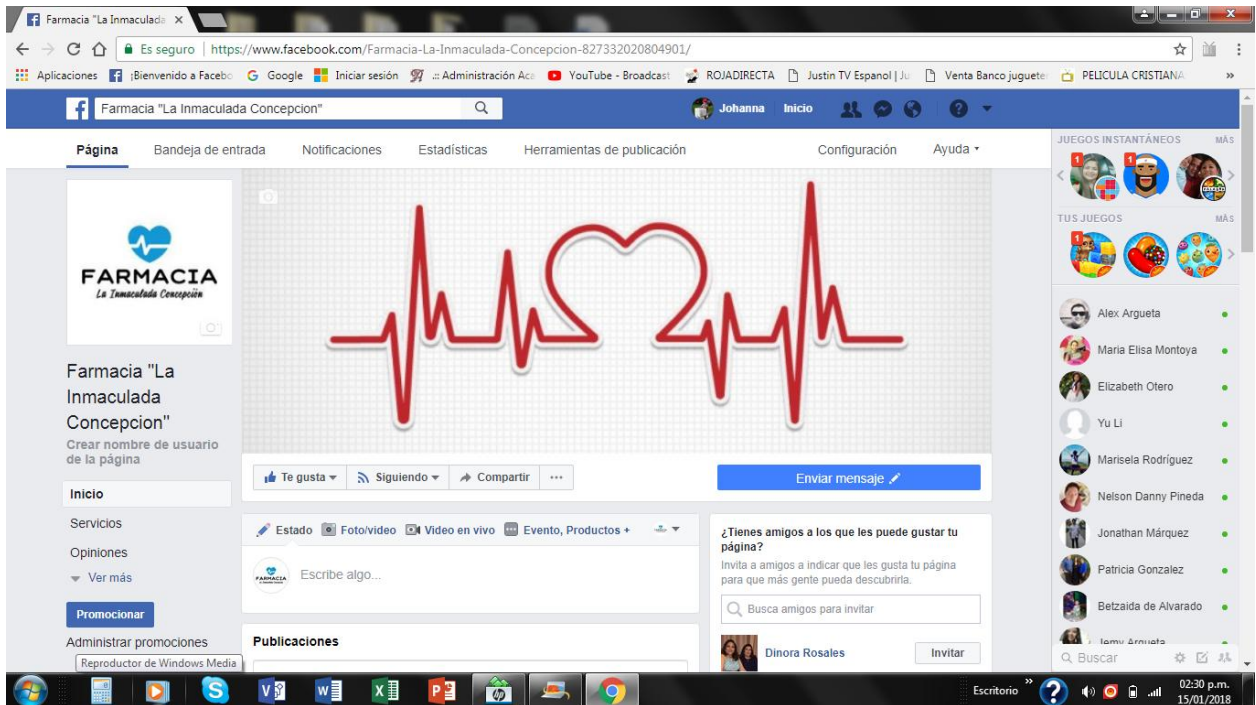 Farmacia "La Inmaculada
Es seguro | https://www.facebook.com/Farmacia-La-Inmaculada-Concepcion-827332020804901/
Aplicaciones ¡Bienvenido a Facebo Google Iniciar sesión .:: Administración Aca YouTube - Broadcast ROJADIRECTA Justin TV Espanol | Ju Venta Banco juguete PELICULA CRISTIANA »
Farmacia "La Inmaculada Concepcion" Johanna Inicio
Página Bandeja de entrada Notificaciones Estadísticas Herramientas de publicación Configuración Ayuda
FARMACIA
La Inmaculada Concepción
Farmacia "La
Inmaculada
Concepcion"
Crear nombre de usuario
de la página
Inicio
Servicios
Opiniones
Ver más
Promocionar
Administrar promociones
Reproductor de Windows Media
Te gusta Siguiendo Compartir ...
Enviar mensaje
Estado Foto/video Video en vivo Evento, Productos +
FARMACIA
Escribe algo...
Publicaciones
¿Tienes amigos a los que les puede gustar tu
página?
Invita a amigos a indicar que les gusta tu página
para que más gente pueda descubrirla.
Busca amigos para invitar
Dinora Rosales Invitar
JUEGOS INSTANTÁNEOS MÁS
1 1
TUS JUEGOS MÁS
1
Alex Argueta
Maria Elisa Montoya
Elizabeth Otero
Yu Li
Marisela Rodríguez
Nelson Danny Pineda
Jonathan Márquez
Patricia Gonzalez
Betzaida de Alvarado
Jemy Argueta
Buscar
Escritorio »
02:30 p.m.
15/01/2018